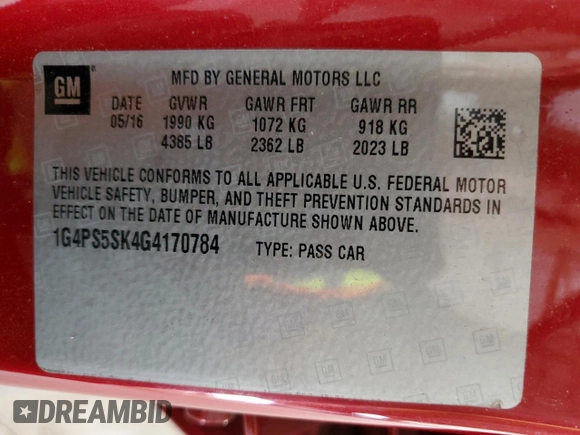 GM
MFD BY GENERAL MOTORS LLC
DATE GVWR GAWR FRT GAWR RR
05/16 1990 KG 1072 KG 918 KG
4385 LB 2362 LB 2023 LB
THIS VEHICLE CONFORMS TO ALL APPLICABLE U.S. FEDERAL MOTOR
VEHICLE SAFETY, BUMPER, AND THEFT PREVENTION STANDARDS IN
EFFECT ON THE DATE OF MANUFACTURE SHOWN ABOVE.
1G4PS5SK4G4170784 TYPE: PASS CAR
DREAMBID